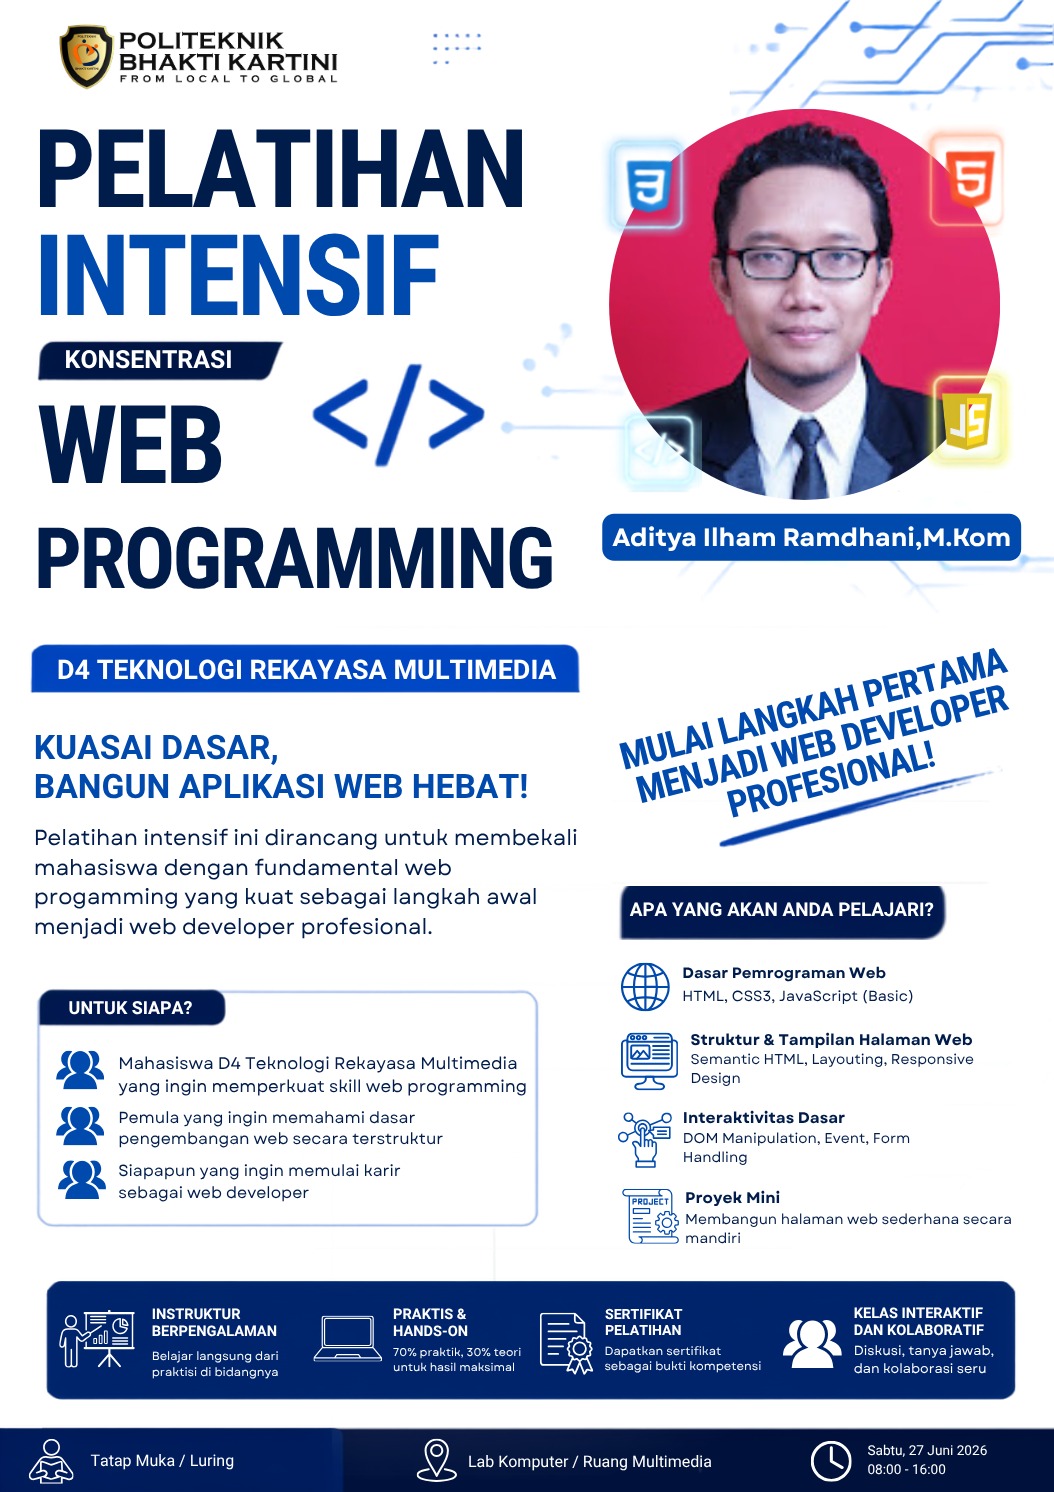 POLITEKNIK
BHAKTI KARTINI
FROM LOCAL TO GLOBAL
PELATIHAN
INTENSIF
KONSENTRASI
WEB
</>
PROGRAMMING
3
5
JS
</>
Aditya Ilham Ramdhani,M.Kom
D4 TEKNOLOGI REKAYASA MULTIMEDIA
KUASAI DASAR,
BANGUN APLIKASI WEB HEBAT!
Pelatihan intensif ini dirancang untuk membekali
mahasiswa dengan fundamental web
progamming yang kuat sebagai langkah awal
menjadi web developer profesional.
MULAI LANGKAH PERTAMA
MENJADI WEB DEVELOPER
PROFESIONAL!
UNTUK SIAPA?
Mahasiswa D4 Teknologi Rekayasa Multimedia
yang ingin memperkuat skill web programming
Pemula yang ingin memahami dasar
pengembangan web secara terstruktur
Siapapun yang ingin memulai karir
sebagai web developer
APA YANG AKAN ANDA PELAJARI?
Dasar Pemrograman Web
HTML, CSS3, JavaScript (Basic)
Struktur & Tampilan Halaman Web
Semantic HTML, Layouting, Responsive
Design
Interaktivitas Dasar
DOM Manipulation, Event, Form
Handling
PROJECT
Proyek Mini
Membangun halaman web sederhana secara
mandiri
INSTRUKTUR
BERPENGALAMAN
Belajar langsung dari
praktisi di bidangnya
PRAKTIS &
HANDS-ON
70% praktik, 30% teori
untuk hasil maksimal
SERTIFIKAT
PELATIHAN
Dapatkan sertifikat
sebagai bukti kompetensi
KELAS INTERAKTIF
DAN KOLABORATIF
Diskusi, tanya jawab,
dan kolaborasi seru
Tatap Muka / Luring
Lab Komputer / Ruang Multimedia
Sabtu, 27 Juni 2026
08:00 - 16:00